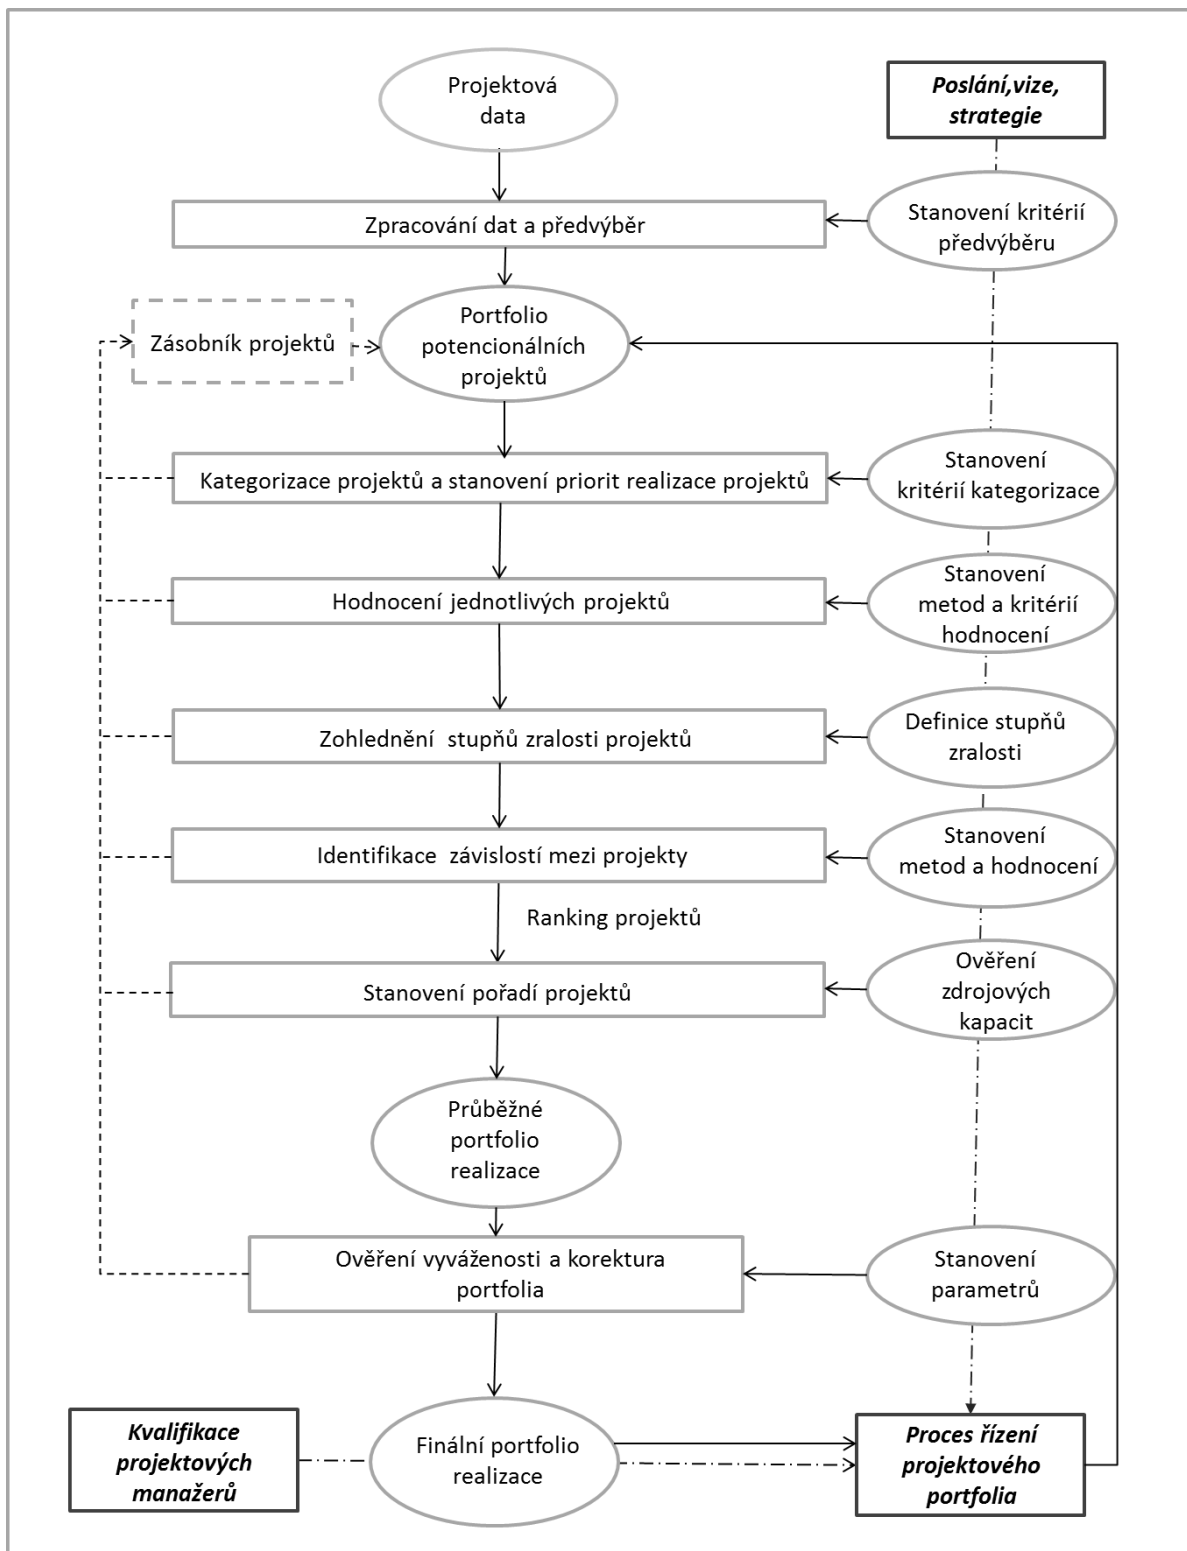 Projektová
data
Poslání,vize,
strategie
Zpracování dat a předvýběr
Stanovení kritérií
předvýběru
Zásobník projektů
Portfolio
potencionálních
projektů
Kategorizace projektů a stanovení priorit realizace projektů
Stanovení
kritérií kategorizace
Hodnocení jednotlivých projektů
Stanovení
metod a kritérií
hodnocení
Zohlednění stupňů zralosti projektů
Definice stupňů
zralosti
Identifikace závislostí mezi projekty
Stanovení
metod a hodnocení
Ranking projektů
Stanovení pořadí projektů
Ověření
zdrojových
kapacit
Průběžné
portfolio
realizace
Ověření vyváženosti a korektura
portfolia
Stanovení
parametrů
Kvalifikace
projektových
manažerů
Finální portfolio
realizace
Proces řízení
projektového
portfolia